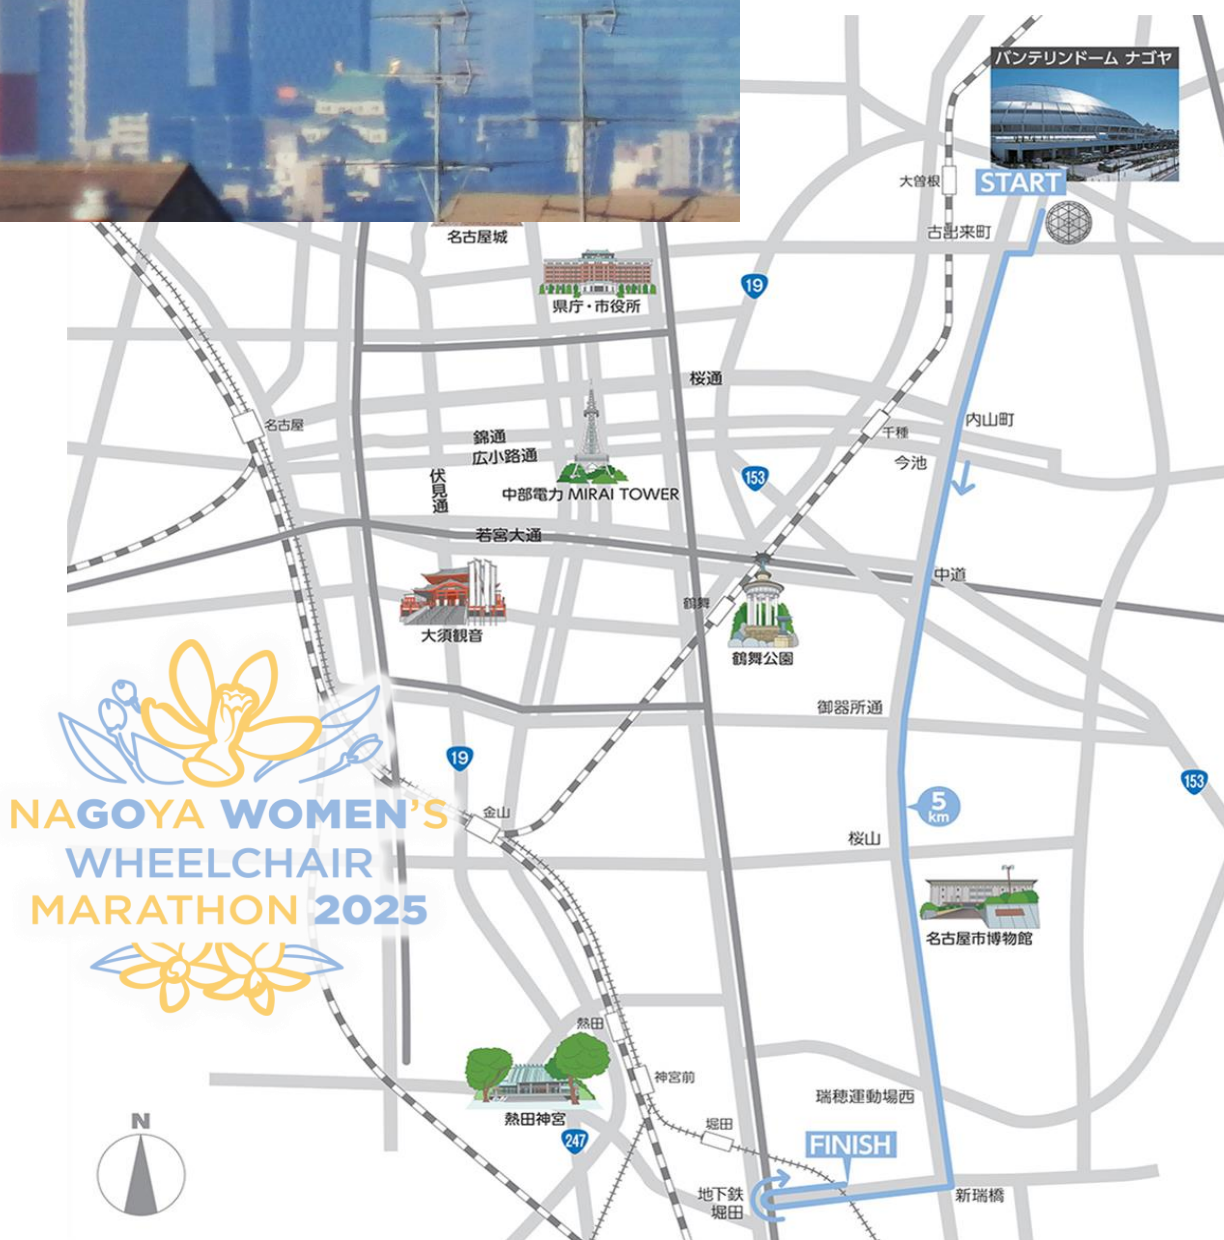 バンテリンドーム ナゴヤ
大曽根
START
古出来町
名古屋城
県庁・市役所
19
桜通
内山町
名古屋
千種
錦通
広小路通
今池
伏見通
153
中部電力 MIRAI TOWER
若宮大通
中道
鶴舞
大須観音
鶴舞公園
御器所通
19
153
NAGOYA WOMEN'S
WHEELCHAIR
MARATHON 2025
5
km
金山
桜山
名古屋市博物館
熱田
神宮前
瑞穂運動場西
熱田神宮
N
247
堀田
FINISH
地下鉄
堀田
新瑞橋